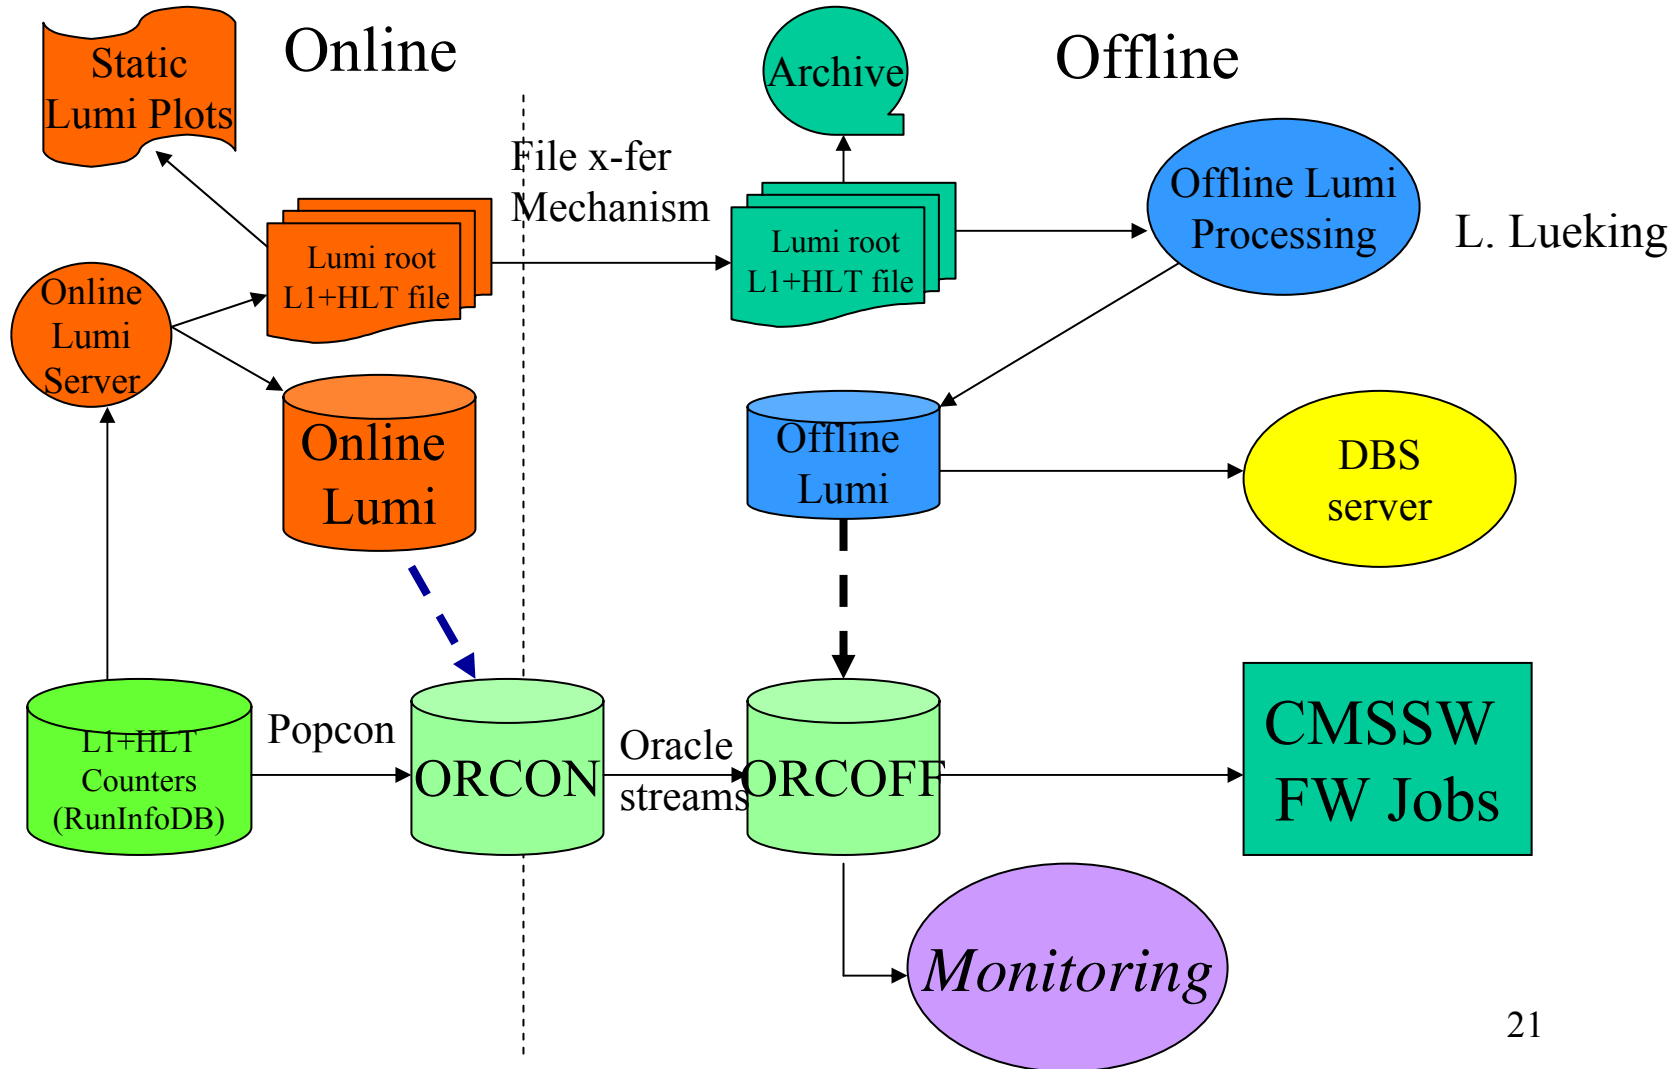 Static
Lumi Plots
Online
Archive
Offline
File x-fer
Mechanism
Offline Lumi
Processing
L. Lueking
Lumi root
L1+HLT file
Lumi root
L1+HLT file
Online
Lumi
Server
Online
Lumi
Offline
Lumi
DBS
server
L1+HLT
Counters
(RunInfoDB)
Popcon
ORCON
Oracle
streams
ORCOFF
CMSSW
FW Jobs
Monitoring
21